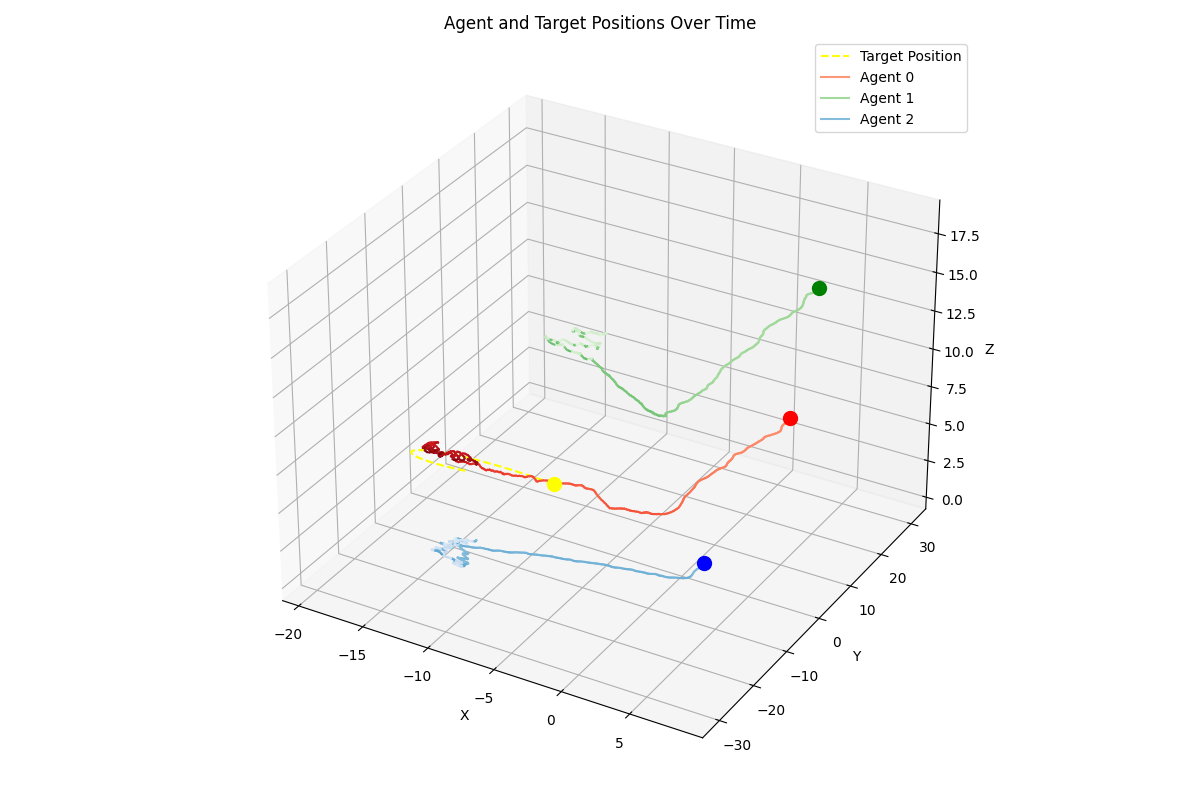 Agent and Target Positions Over Time
Target Position
Agent 0
Agent 1
Agent 2
17.5
15.0
12.5
10.0
7.5
5.0
2.5
0.0
Z
30
20
10
0
−10
−20
−30
Y
−20
−15
−10
−5
0
5
X